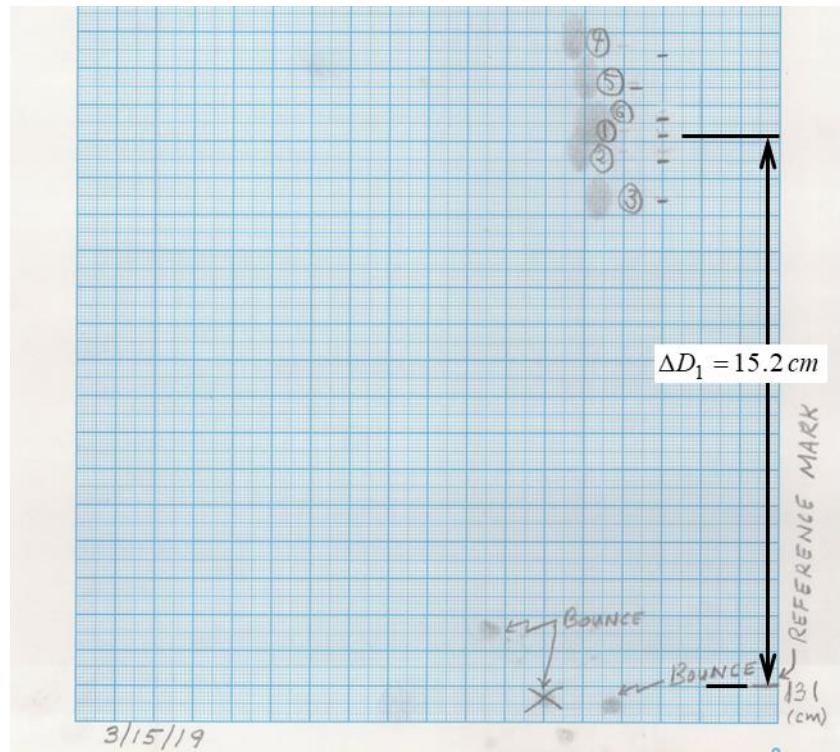 ④
⑤
⑥
①
②
③
ΔD₁ = 15.2 cm
REFERENCE MARK
BOUNCE
BOUNCE
131
(cm)
3/15/19